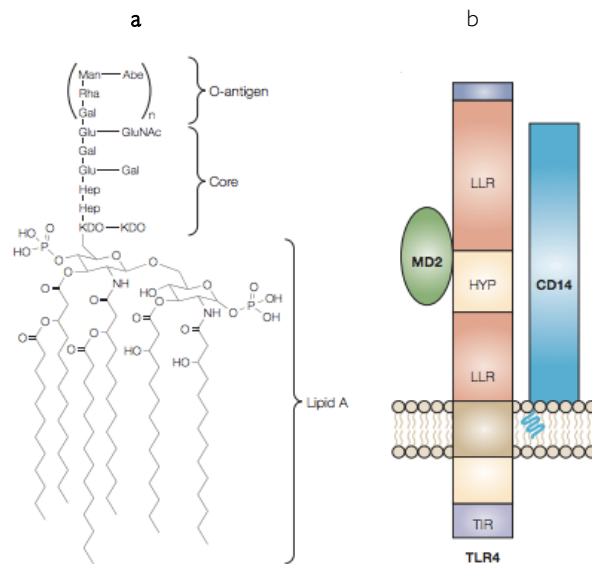 a
b
Man — Abe
Rha
Gal
n
O-antigen
Glu — GluNAc
Gal
Glu — Gal
Hep
Hep
KDO — KDO
Core
HO
O
P
HO
O
O
O
O
O
NH
O
O
O
O
HO
O
O
NH
O
P
O
OH
OH
O
O
O
O
HO
HO
Lipid A
LLR
MD2
HYP
CD14
LLR
TIR
TLR4